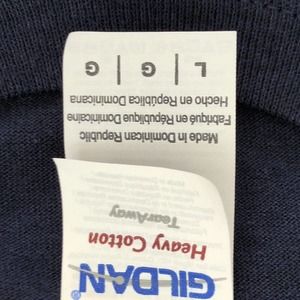 GILDAN
Heavy Cotton
TearAway
Made in Dominican Republic
Fabriqué en République Dominicaine
Hecho en República Dominicana
L | G | G